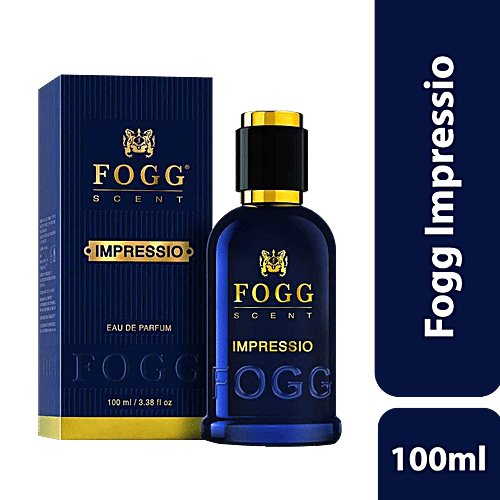 FOGG®
SCENT
IMPRESSIO
EAU DE PARFUM
FOGG
100 ml / 3.38 fl oz
FOGG
SCENT
IMPRESSIO
FOGG
Fogg Impressio
100ml